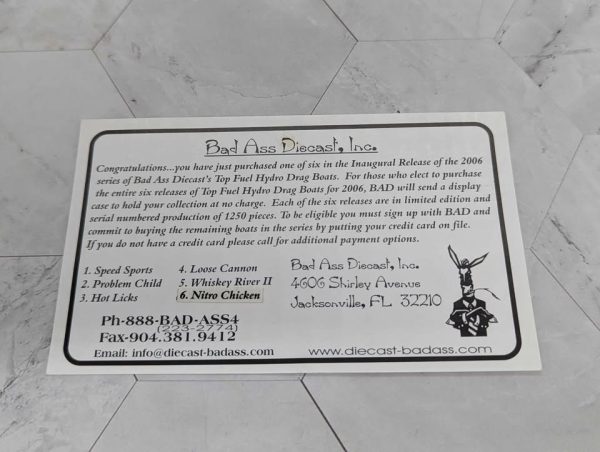 Bad Ass Diecast, Inc.
Congratulations...you have just purchased one of six in the Inaugural Release of the 2006
series of Bad Ass Diecast's Top Fuel Hydro Drag Boats. For those who elect to purchase
the entire six releases of Top Fuel Hydro Drag Boats for 2006, BAD will send a display
case to hold your collection at no charge. Each of the six releases are in limited edition and
serial numbered production of 1250 pieces. To be eligible you must sign up with BAD and
commit to buying the remaining boats in the series by putting your credit card on file.
If you do not have a credit card please call for additional payment options.
1. Speed Sports
2. Problem Child
3. Hot Licks
4. Loose Cannon
5. Whiskey River II
6. Nitro Chicken
Bad Ass Diecast, Inc.
4606 Shirley Avenue
Jacksonville, FL 32210
Ph-888-BAD-ASS4
(223-2774)
Fax-904.381.9412
Email: info@diecast-badass.com
www.diecast-badass.com